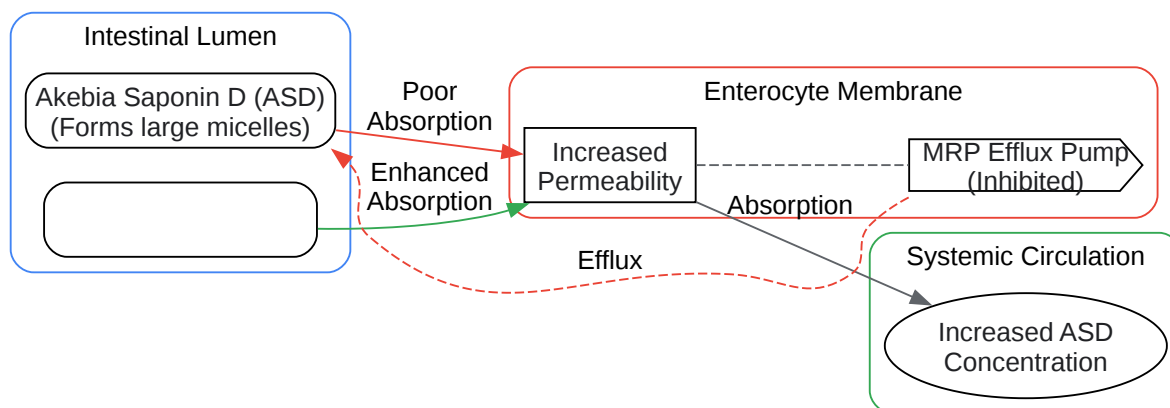 Intestinal Lumen
Akebia Saponin D (ASD)
(Forms large micelles)
Poor
Absorption
Enhanced
Absorption
Enterocyte Membrane
Increased
Permeability
MRP Efflux Pump
(Inhibited)
Absorption
Efflux
Systemic Circulation
Increased ASD
Concentration